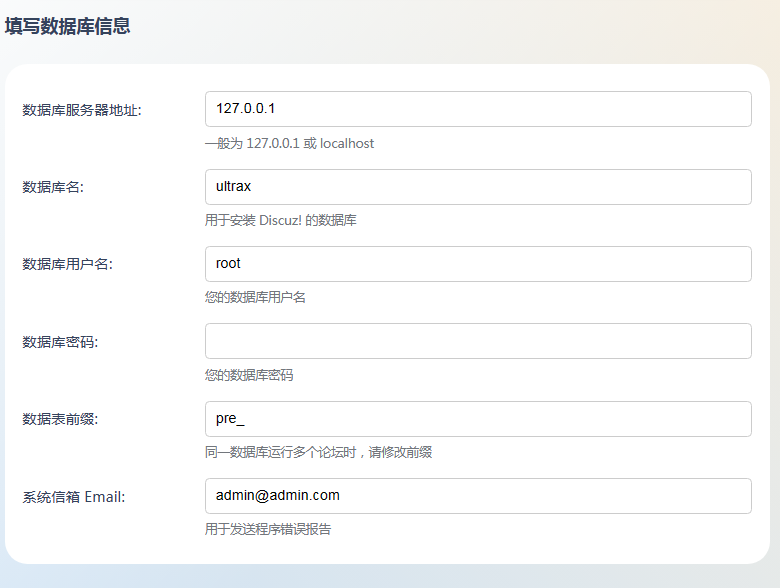 填写数据库信息
数据库服务器地址:
127.0.0.1
一般为 127.0.0.1 或 localhost
数据库名:
ultrax
用于安装 Discuz! 的数据库
数据库用户名:
root
您的数据库用户名
数据库密码:
您的数据库密码
数据表前缀:
pre_
同一数据库运行多个论坛时，请修改前缀
系统信箱 Email:
admin@admin.com
用于发送程序错误报告